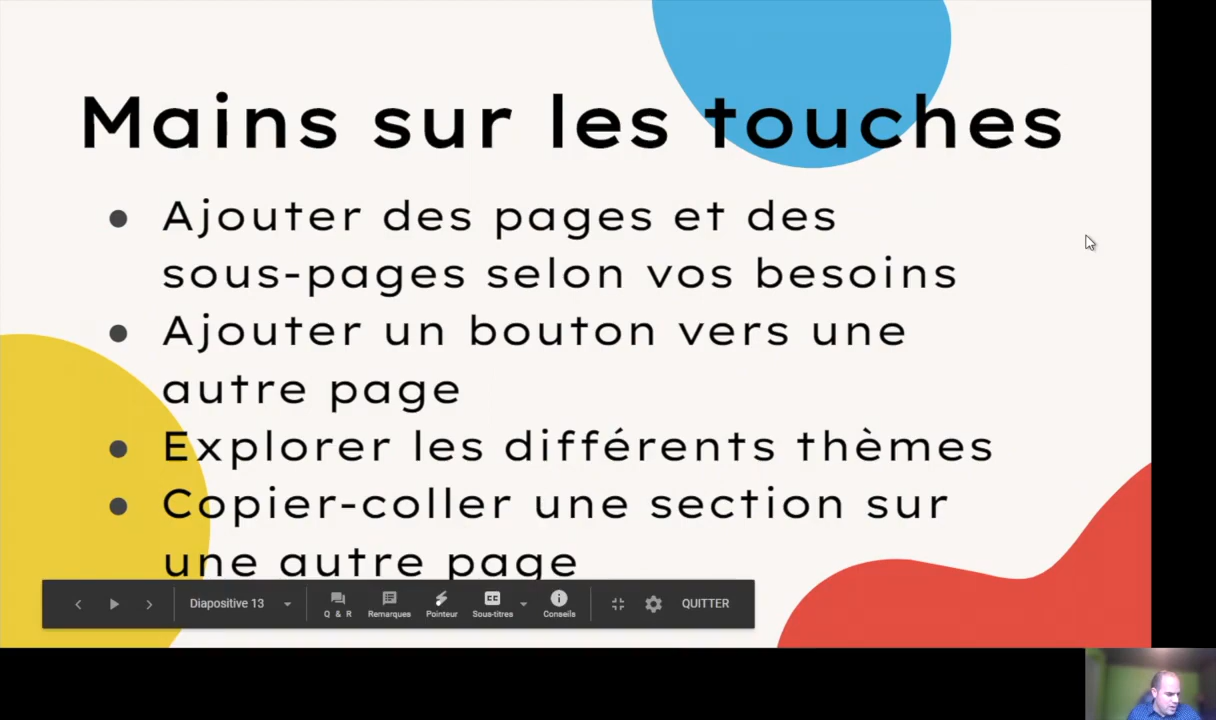 Mains sur les touches
● Ajouter des pages et des
sous-pages selon vos besoins
● Ajouter un bouton vers une
autre page
● Explorer les différents thèmes
● Copier-coller une section sur
une autre page
Diapositive 13
Q & R
Remarques
Pointeur
Sous-titres
Conseils
QUITTER